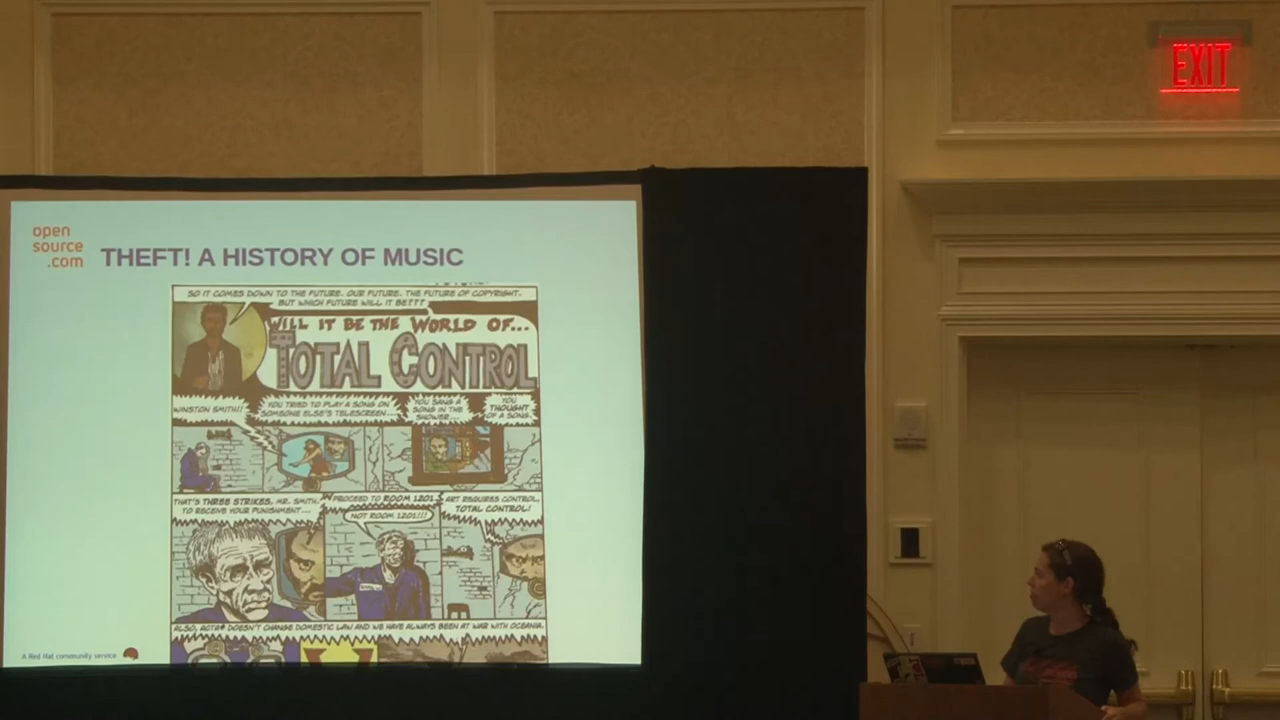 EXIT
open
source
.com
THEFT! A HISTORY OF MUSIC
SO IT COMES DOWN TO THE FUTURE. OUR FUTURE. THE FUTURE OF COPYRIGHT.
BUT WHICH FUTURE WILL IT BE???
WILL IT BE THE WORLD OF...
TOTAL CONTROL
WINSTON SMITH!!
YOU TRIED TO PLAY A SONG ON
SOMEONE ELSE'S TELESCREEN...
YOU SANG A
SONG IN THE
SHOWER...
YOU
THOUGHT
OF A SONG.
THAT'S THREE STRIKES, MR. SMITH.
TO RECEIVE YOUR PUNISHMENT...
PROCEED TO ROOM 1201.
NOT ROOM 1201!!!
ART REQUIRES CONTROL.
TOTAL CONTROL!
ALSO, ACTA DOESN'T CHANGE DOMESTIC LAW AND WE HAVE ALWAYS BEEN AT WAR WITH OCEANIA.
A Red Hat community service